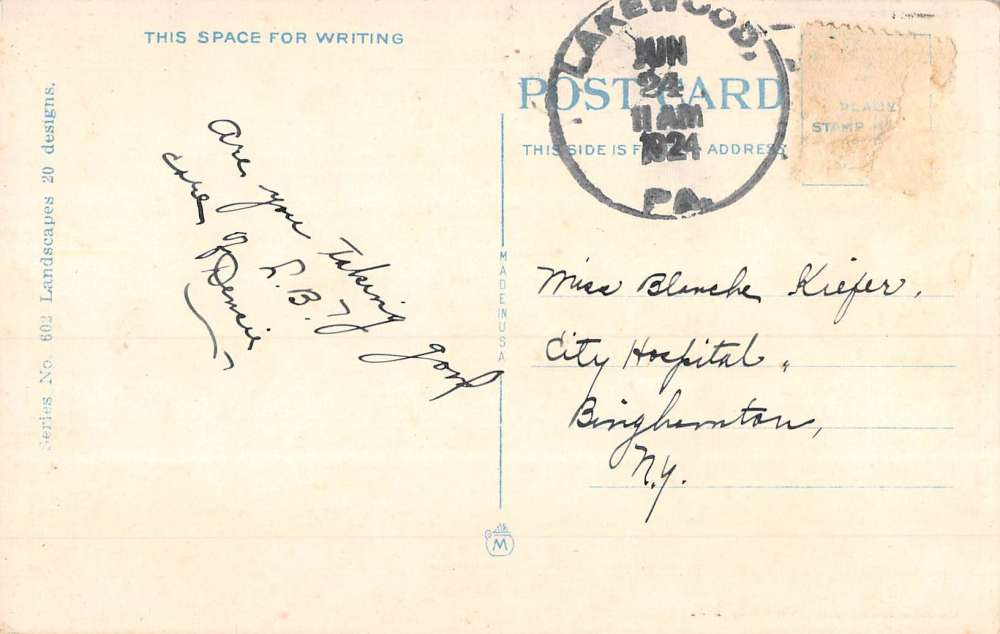 THIS SPACE FOR WRITING
Series No. 602 Landscapes 20 designs.
Are you taking good
care of L.B.?
Densie
LAKEWOOD,
JUN
24
11 AM
1924
PA.
POST CARD
THIS SIDE IS F ADDRESS
PLACE
STAMP
MADE IN USA
Miss Blanche Kiefer,
City Hospital,
Binghamton,
N.Y.
M